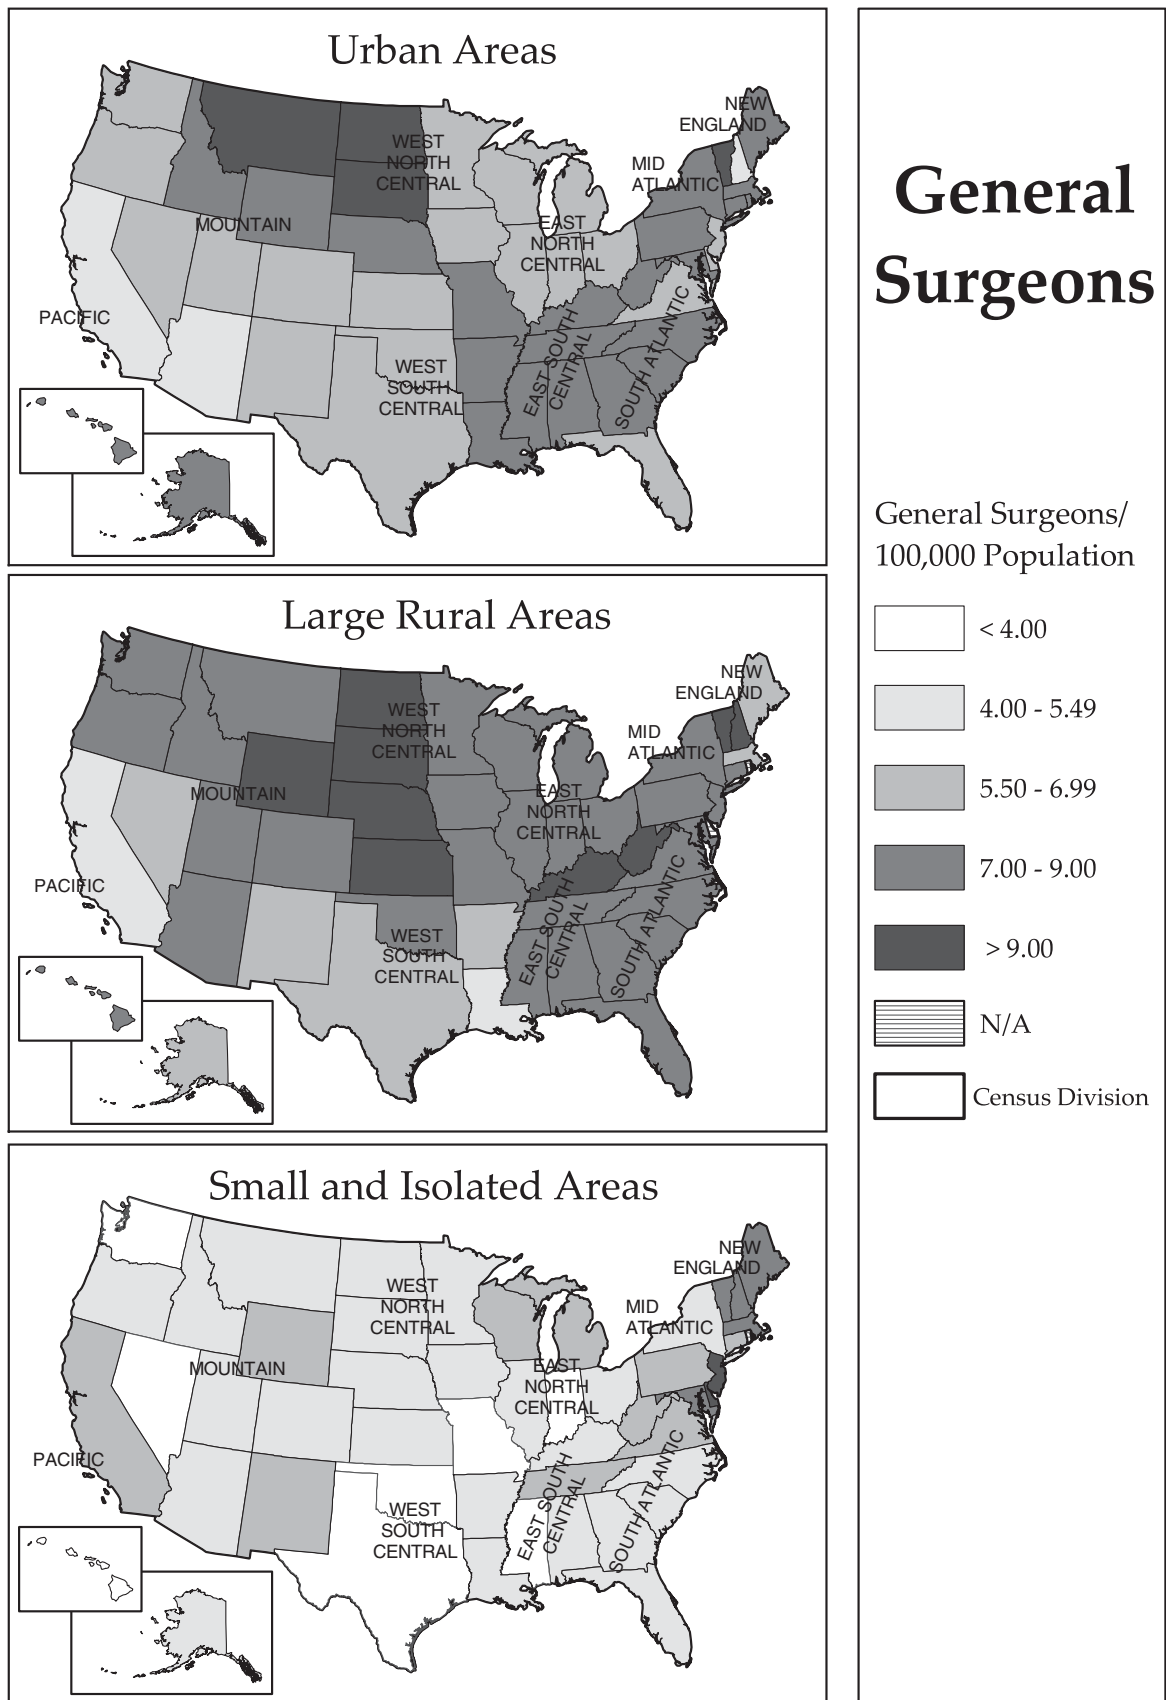 Urban Areas
NEW
ENGLAND
WEST
NORTH
CENTRAL
MID
ATLANTIC
MOUNTAIN
EAST
NORTH
CENTRAL
PACIFIC
WEST
SOUTH
CENTRAL
EAST SOUTH
CENTRAL
SOUTH ATLANTIC
Large Rural Areas
NEW
ENGLAND
WEST
NORTH
CENTRAL
MID
ATLANTIC
MOUNTAIN
EAST
NORTH
CENTRAL
PACIFIC
WEST
SOUTH
CENTRAL
EAST SOUTH
CENTRAL
SOUTH ATLANTIC
Small and Isolated Areas
NEW
ENGLAND
WEST
NORTH
CENTRAL
MID
ATLANTIC
MOUNTAIN
EAST
NORTH
CENTRAL
PACIFIC
WEST
SOUTH
CENTRAL
EAST SOUTH
CENTRAL
SOUTH ATLANTIC
General
Surgeons
General Surgeons/
100,000 Population
< 4.00
4.00 - 5.49
5.50 - 6.99
7.00 - 9.00
> 9.00
N/A
Census Division